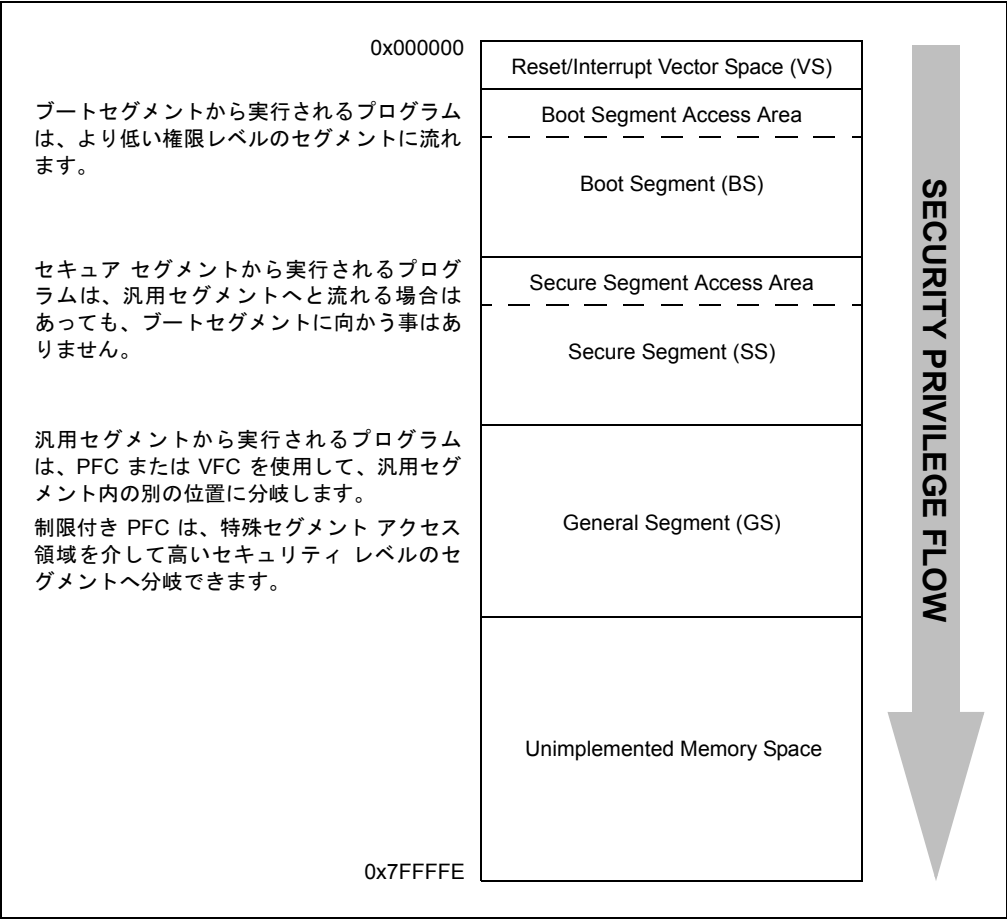 0x000000
Reset/Interrupt Vector Space (VS)
ブートセグメントから実行されるプログラム
は、より低い権限レベルのセグメントに流れ
ます。
Boot Segment Access Area
Boot Segment (BS)
セキュア セグメントから実行されるプログ
ラムは、汎用セグメントへと流れる場合は
あっても、ブートセグメントに向かう事はあ
りません。
Secure Segment Access Area
Secure Segment (SS)
汎用セグメントから実行されるプログラム
は、PFC または VFC を使用して、汎用セグ
メント内の別の位置に分岐します。
制限付き PFC は、特殊セグメント アクセス
領域を介して高いセキュリティ レベルのセ
グメントへ分岐できます。
General Segment (GS)
Unimplemented Memory Space
0x7FFFFE
SECURITY PRIVILEGE FLOW